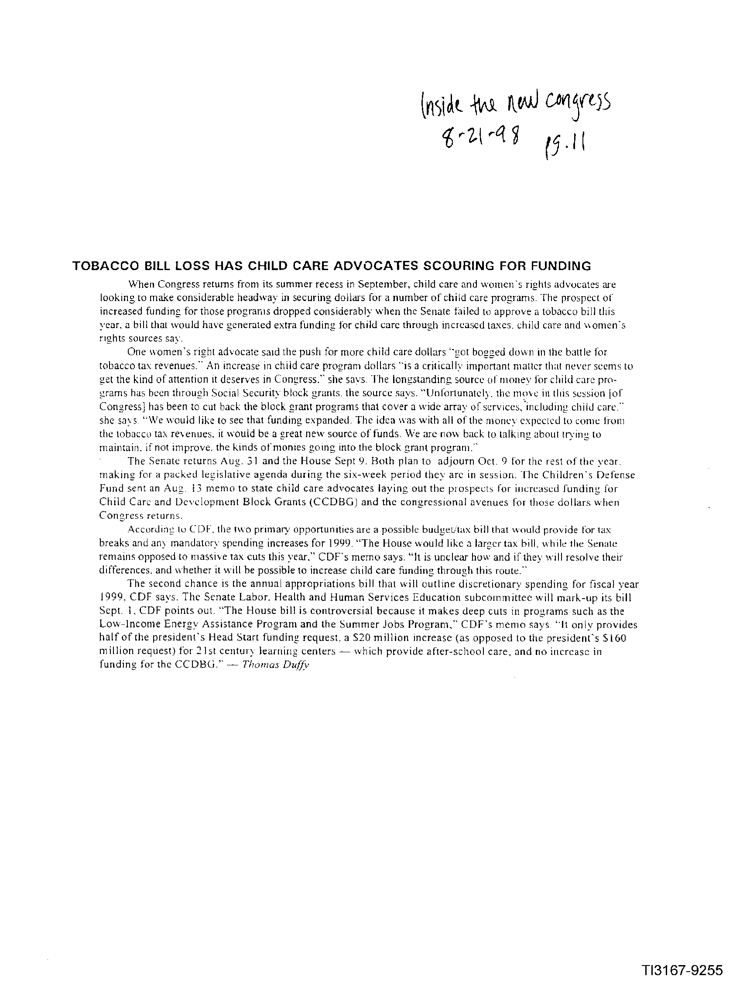 Inside the new congress
8-21-98 pg.11
TOBACCO BILL LOSS HAS CHILD CARE ADVOCATES SCOURING FOR FUNDING
When Congress returns from its summer recess in September, child care and women's rights advocates are
looking to make considerable headway in securing dollars for a number of child care programs. The prospect of
increased funding for those programs dropped considerably when the Senate failed to approve a tobacco bill this
year, a bill that would have generated extra funding for child care through increased taxes, child care and women's
rights sources say.
One women's right advocate said the push for more child care dollars "got bogged down in the battle for
tobacco tax revenues." An increase in child care program dollars "is a critically important matter that never seems to
get the kind of attention it deserves in Congress," she says. The longstanding source of money for child care pro-
grams has been through Social Security block grants, the source says. "Unfortunately, the move in this session [of
Congress] has been to cut back the block grant programs that cover a wide array of services, including child care,"
she says. "We would like to see that funding expanded. The idea was with all of the money expected to come from
the tobacco tax revenues, it would be a great new source of funds. We are now back to talking about trying to
maintain, if not improve, the kinds of monies going into the block grant program."
The Senate returns Aug. 31 and the House Sept 9. Both plan to adjourn Oct. 9 for the rest of the year,
making for a packed legislative agenda during the six-week period they are in session. The Children's Defense
Fund sent an Aug. 13 memo to state child care advocates laying out the prospects for increased funding for
Child Care and Development Block Grants (CCDBG) and the congressional avenues for those dollars when
Congress returns.
According to CDF, the two primary opportunities are a possible budget/tax bill that would provide for tax
breaks and any mandatory spending increases for 1999. "The House would like a larger tax bill, while the Senate
remains opposed to massive tax cuts this year," CDF's memo says. "It is unclear how and if they will resolve their
differences, and whether it will be possible to increase child care funding through this route."
The second chance is the annual appropriations bill that will outline discretionary spending for fiscal year
1999, CDF says. The Senate Labor, Health and Human Services Education subcommittee will mark-up its bill
Sept. 1, CDF points out. "The House bill is controversial because it makes deep cuts in programs such as the
Low-Income Energy Assistance Program and the Summer Jobs Program," CDF's memo says. "It only provides
half of the president's Head Start funding request, a $20 million increase (as opposed to the president's $160
million request) for 21st century learning centers — which provide after-school care, and no increase in
funding for the CCDBG." — Thomas Duffy
TI3167-9255